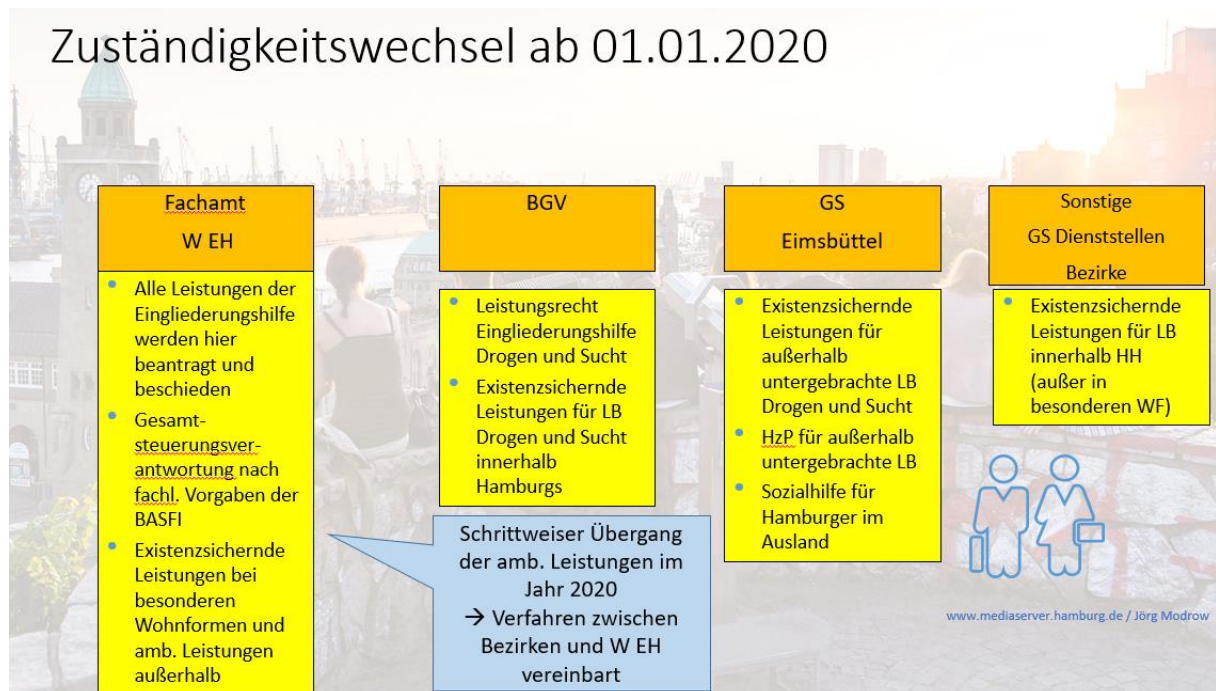 Zuständigkeitswechsel ab 01.01.2020
Fachamt
W EH
Alle Leistungen der
Eingliederungshilfe
werden hier
beantragt und
beschieden
Gesamt-
steuerungsver-
antwortung nach
fachl. Vorgaben der
BASFI
Existenzsichernde
Leistungen bei
besonderen
Wohnformen und
amb. Leistungen
außerhalb
BGV
Leistungsrecht
Eingliederungshilfe
Drogen und Sucht
Existenzsichernde
Leistungen für LB
Drogen und Sucht
innerhalb
Hamburgs
Schrittweiser Übergang
der amb. Leistungen im
Jahr 2020
→ Verfahren zwischen
Bezirken und W EH
vereinbart
GS
Eimsbüttel
Existenzsichernde
Leistungen für
außerhalb
untergebrachte LB
Drogen und Sucht
HzP für außerhalb
untergebrachte LB
Sozialhilfe für
Hamburger im
Ausland
Sonstige
GS Dienststellen
Bezirke
Existenzsichernde
Leistungen für LB
innerhalb HH
(außer in
besonderen WF)
www.mediaserver.hamburg.de / Jörg Modrow